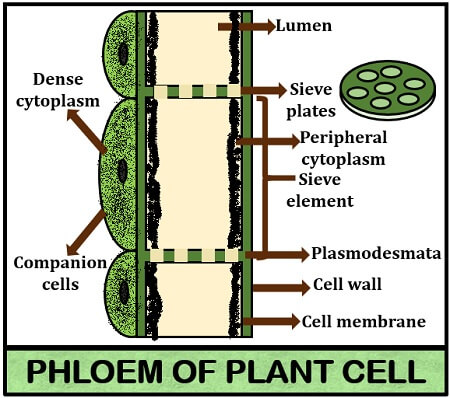 Lumen
Dense
cytoplasm
Sieve
plates
Peripheral
cytoplasm
Sieve
element
Plasmodesmata
Companion
cells
Cell wall
Cell membrane
PHLOEM OF PLANT CELL